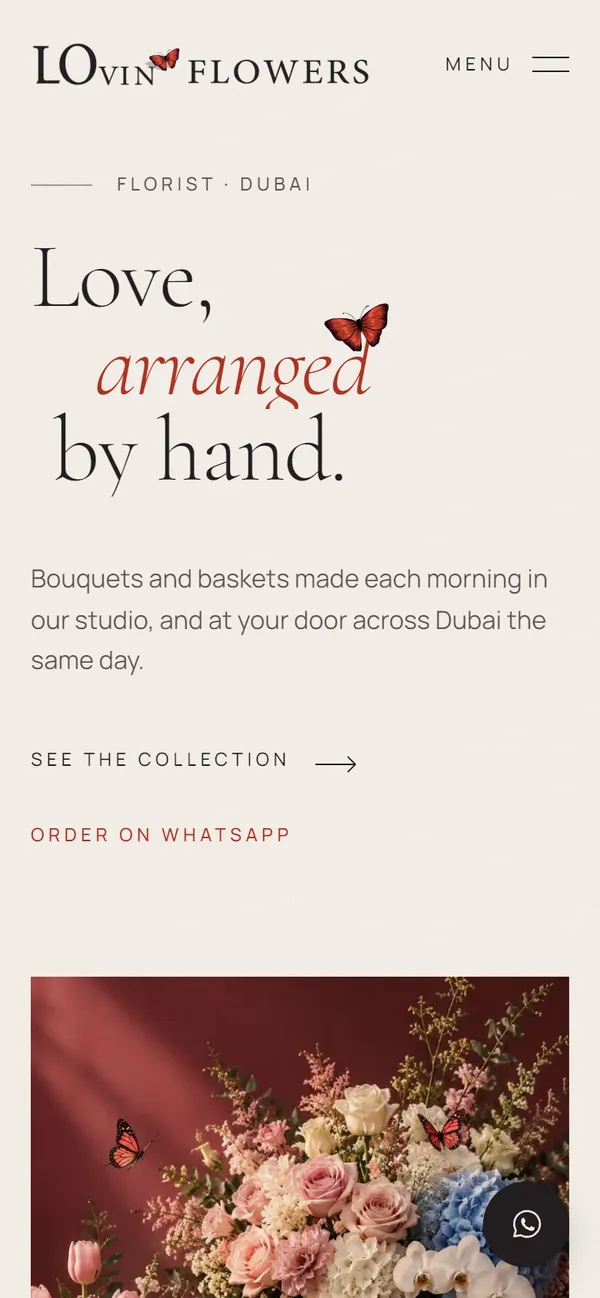 LOVIN FLOWERS
MENU
FLORIST · DUBAI
Love,
arranged
by hand.
Bouquets and baskets made each morning in
our studio, and at your door across Dubai the
same day.
SEE THE COLLECTION
ORDER ON WHATSAPP